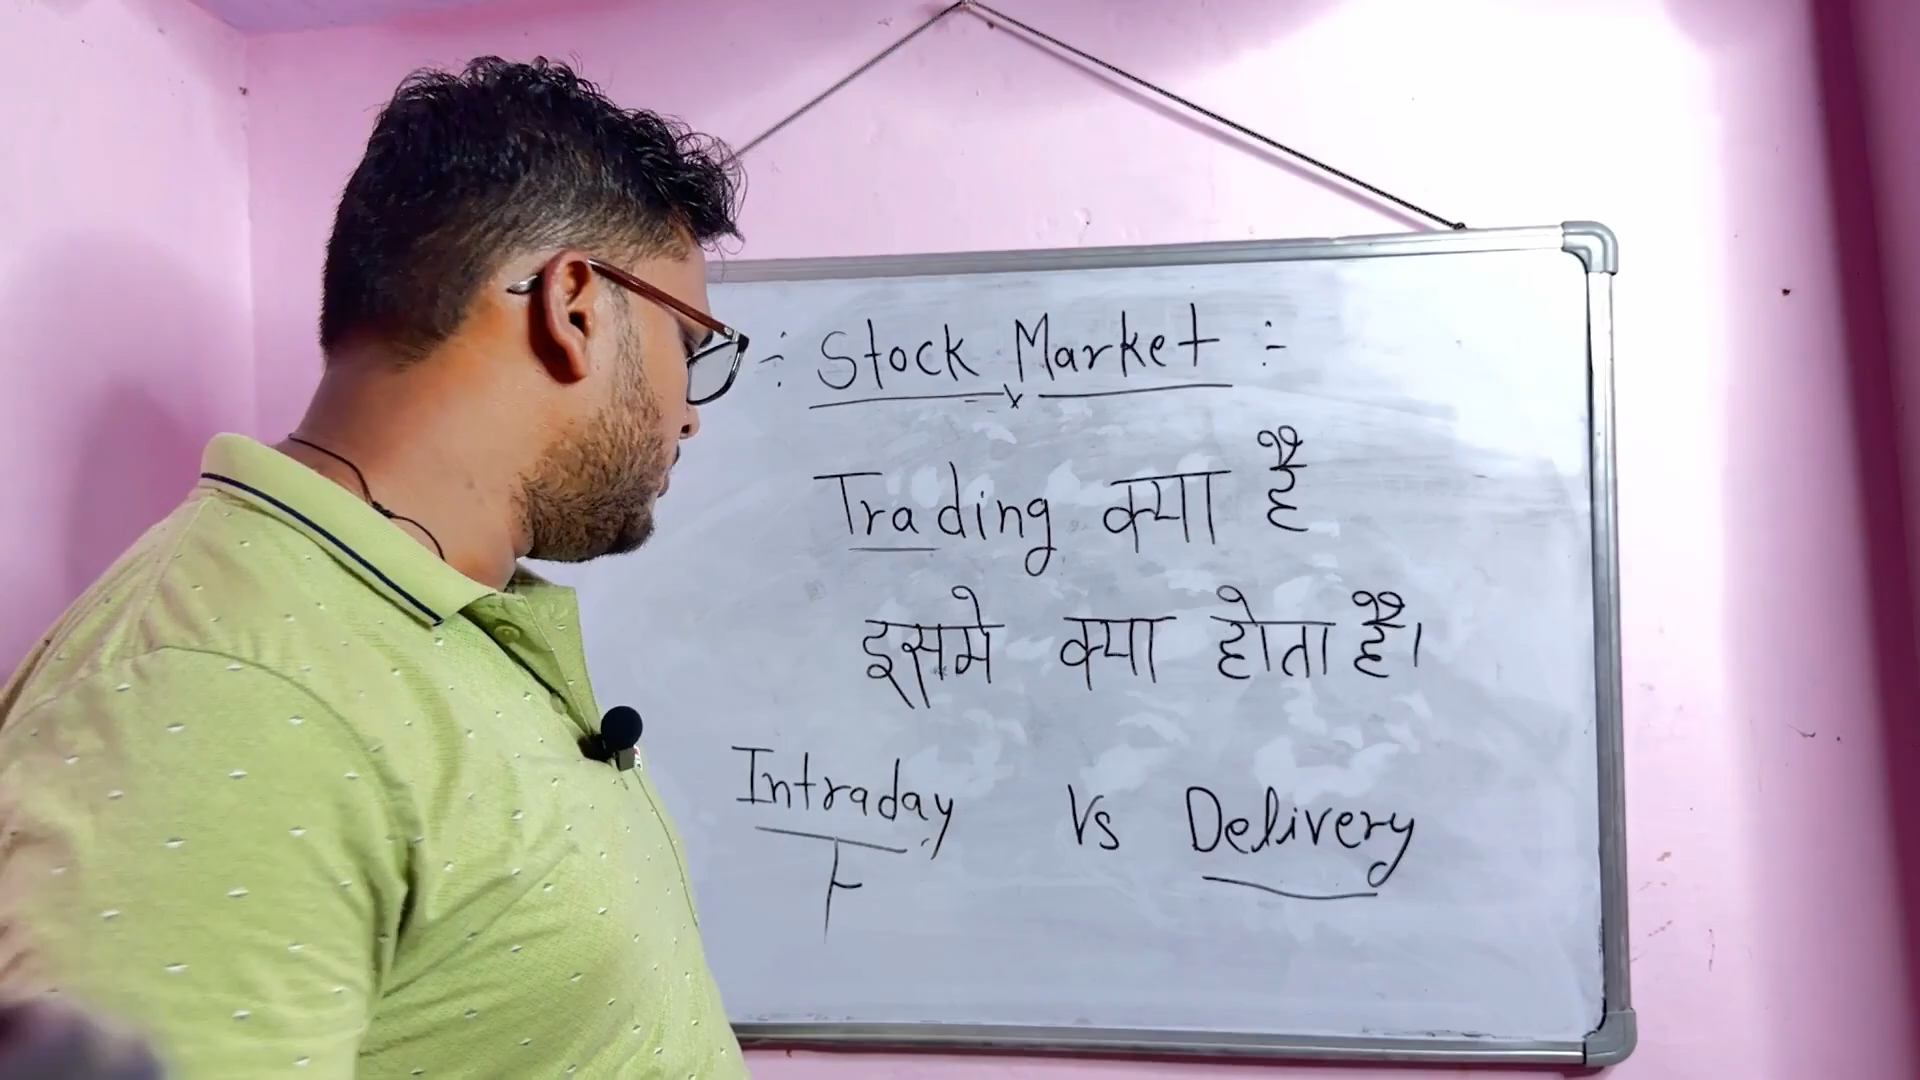 ÷ Stock Market :-
Trading क्या है
इसमे क्या होता है।
Intraday Vs Delivery
F